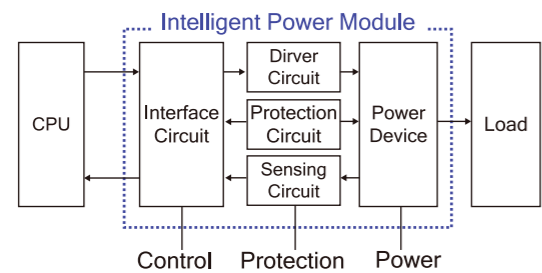 Intelligent Power Module
CPU
Interface
Circuit
Dirver
Circuit
Protection
Circuit
Sensing
Circuit
Power
Device
Load
Control
Protection
Power